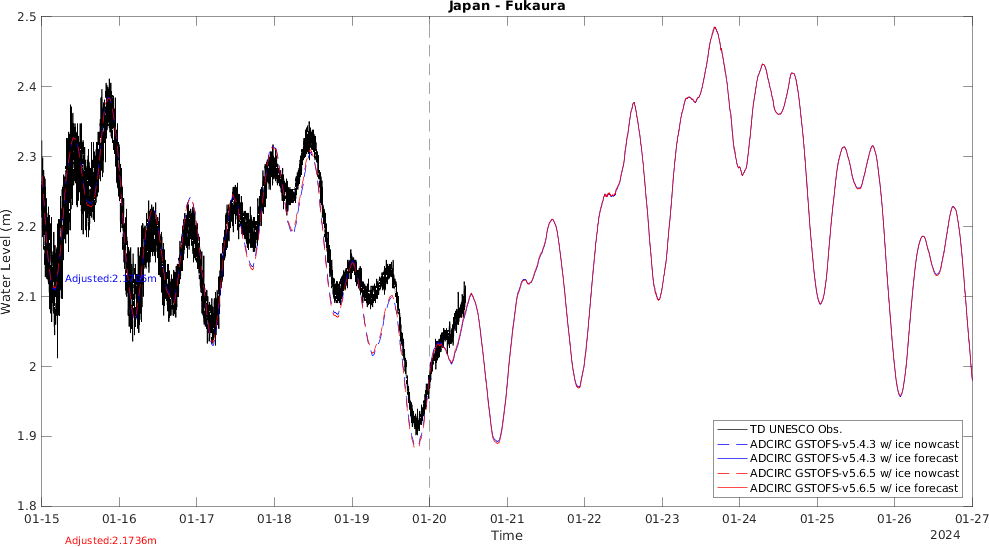 Japan - Fukaura
2.5
2.4
2.3
2.2
2.1
2
1.9
1.8
Water Level (m)
01-15
01-16
01-17
01-18
01-19
01-20
01-21
01-22
01-23
01-24
01-25
01-26
01-27
Time
2024
TD UNESCO Obs.
ADCIRC GSTOFS-v5.4.3 w/ ice nowcast
ADCIRC GSTOFS-v5.4.3 w/ ice forecast
ADCIRC GSTOFS-v5.6.5 w/ ice nowcast
ADCIRC GSTOFS-v5.6.5 w/ ice forecast
Adjusted:2.1736m